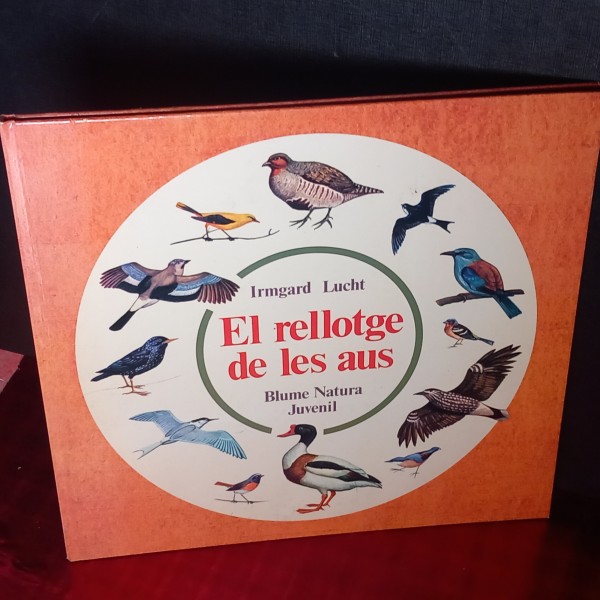 Irmgard Lucht
El rellotge
de les aus
Blume Natura
Juvenil